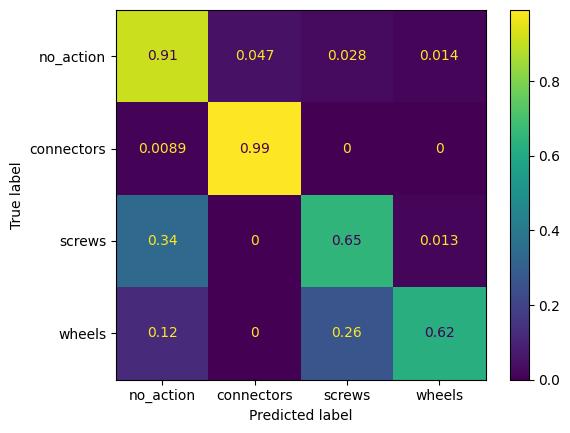 no_action 0.91 0.047 0.028 0.014
connectors 0.0089 0.99 0 0
screws 0.34 0 0.65 0.013
wheels 0.12 0 0.26 0.62
no_action connectors screws wheels
Predicted label
True label
0.8
0.6
0.4
0.2
0.0